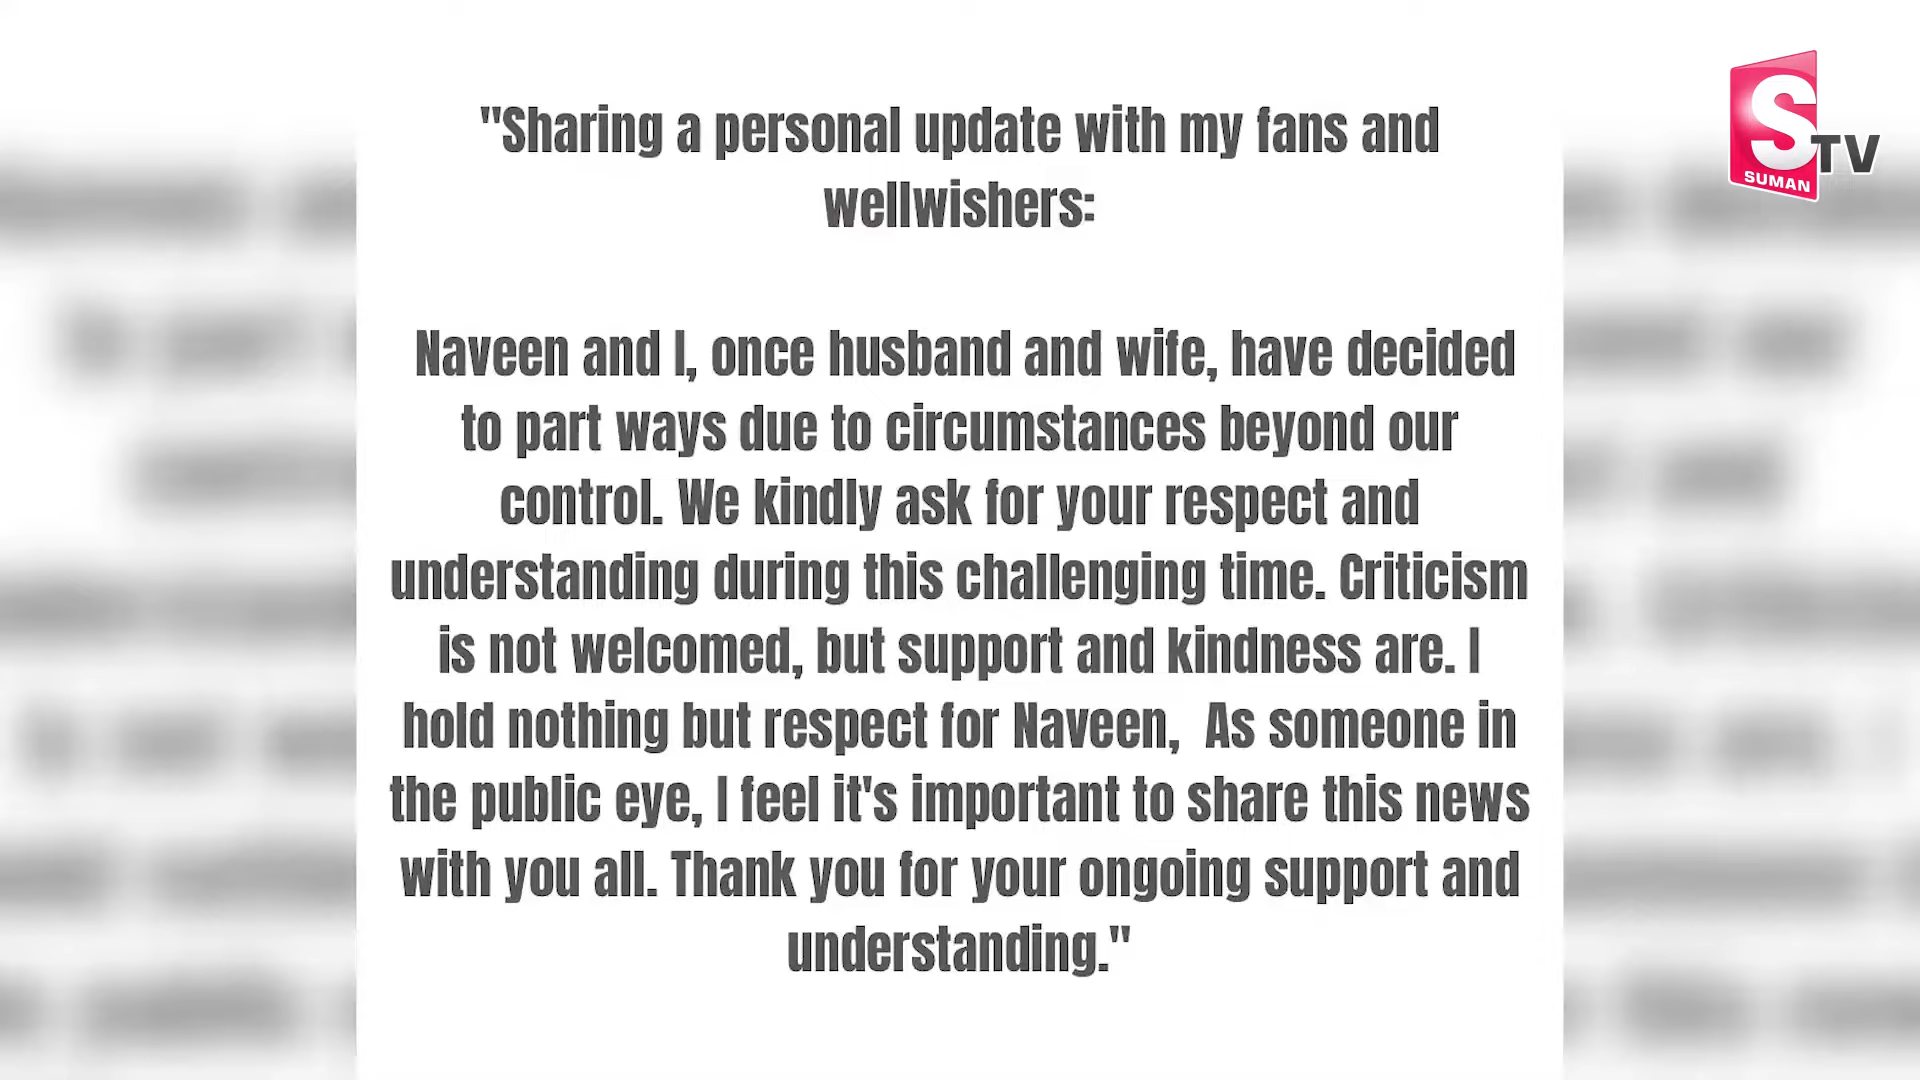 "Sharing a personal update with my fans and
wellwishers:
Naveen and I, once husband and wife, have decided
to part ways due to circumstances beyond our
control. We kindly ask for your respect and
understanding during this challenging time. Criticism
is not welcomed, but support and kindness are. I
hold nothing but respect for Naveen,  As someone in
the public eye, I feel it's important to share this news
with you all. Thank you for your ongoing support and
understanding."
S TV
SUMAN